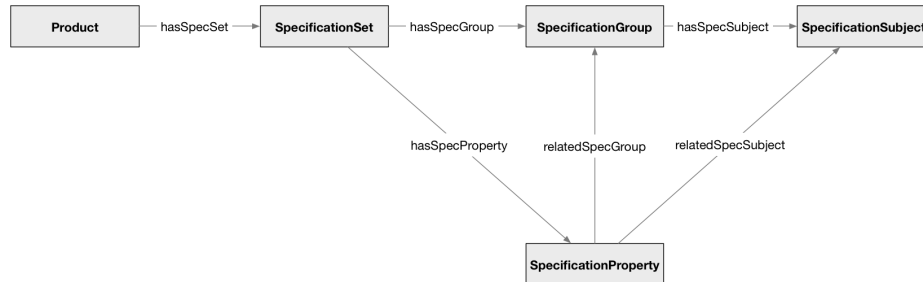 Product
hasSpecSet
SpecificationSet
hasSpecGroup
SpecificationGroup
hasSpecSubject
SpecificationSubject
hasSpecProperty
relatedSpecGroup
relatedSpecSubject
SpecificationProperty